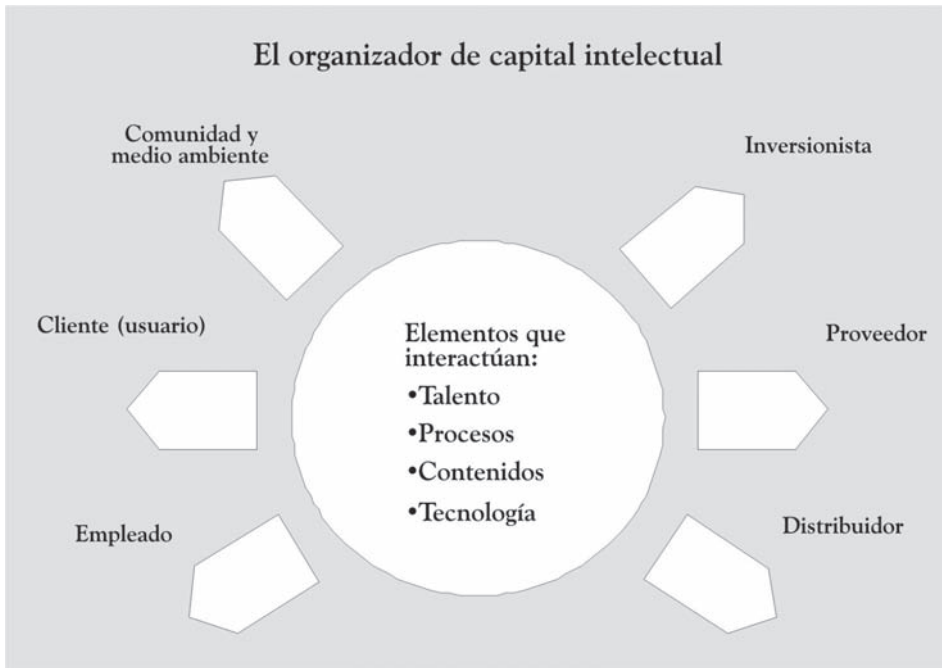 El organizador de capital intelectual
Comunidad y
medio ambiente
Inversionista
Cliente (usuario)
Proveedor
Elementos que
interactúan:
•Talento
•Procesos
•Contenidos
•Tecnología
Empleado
Distribuidor